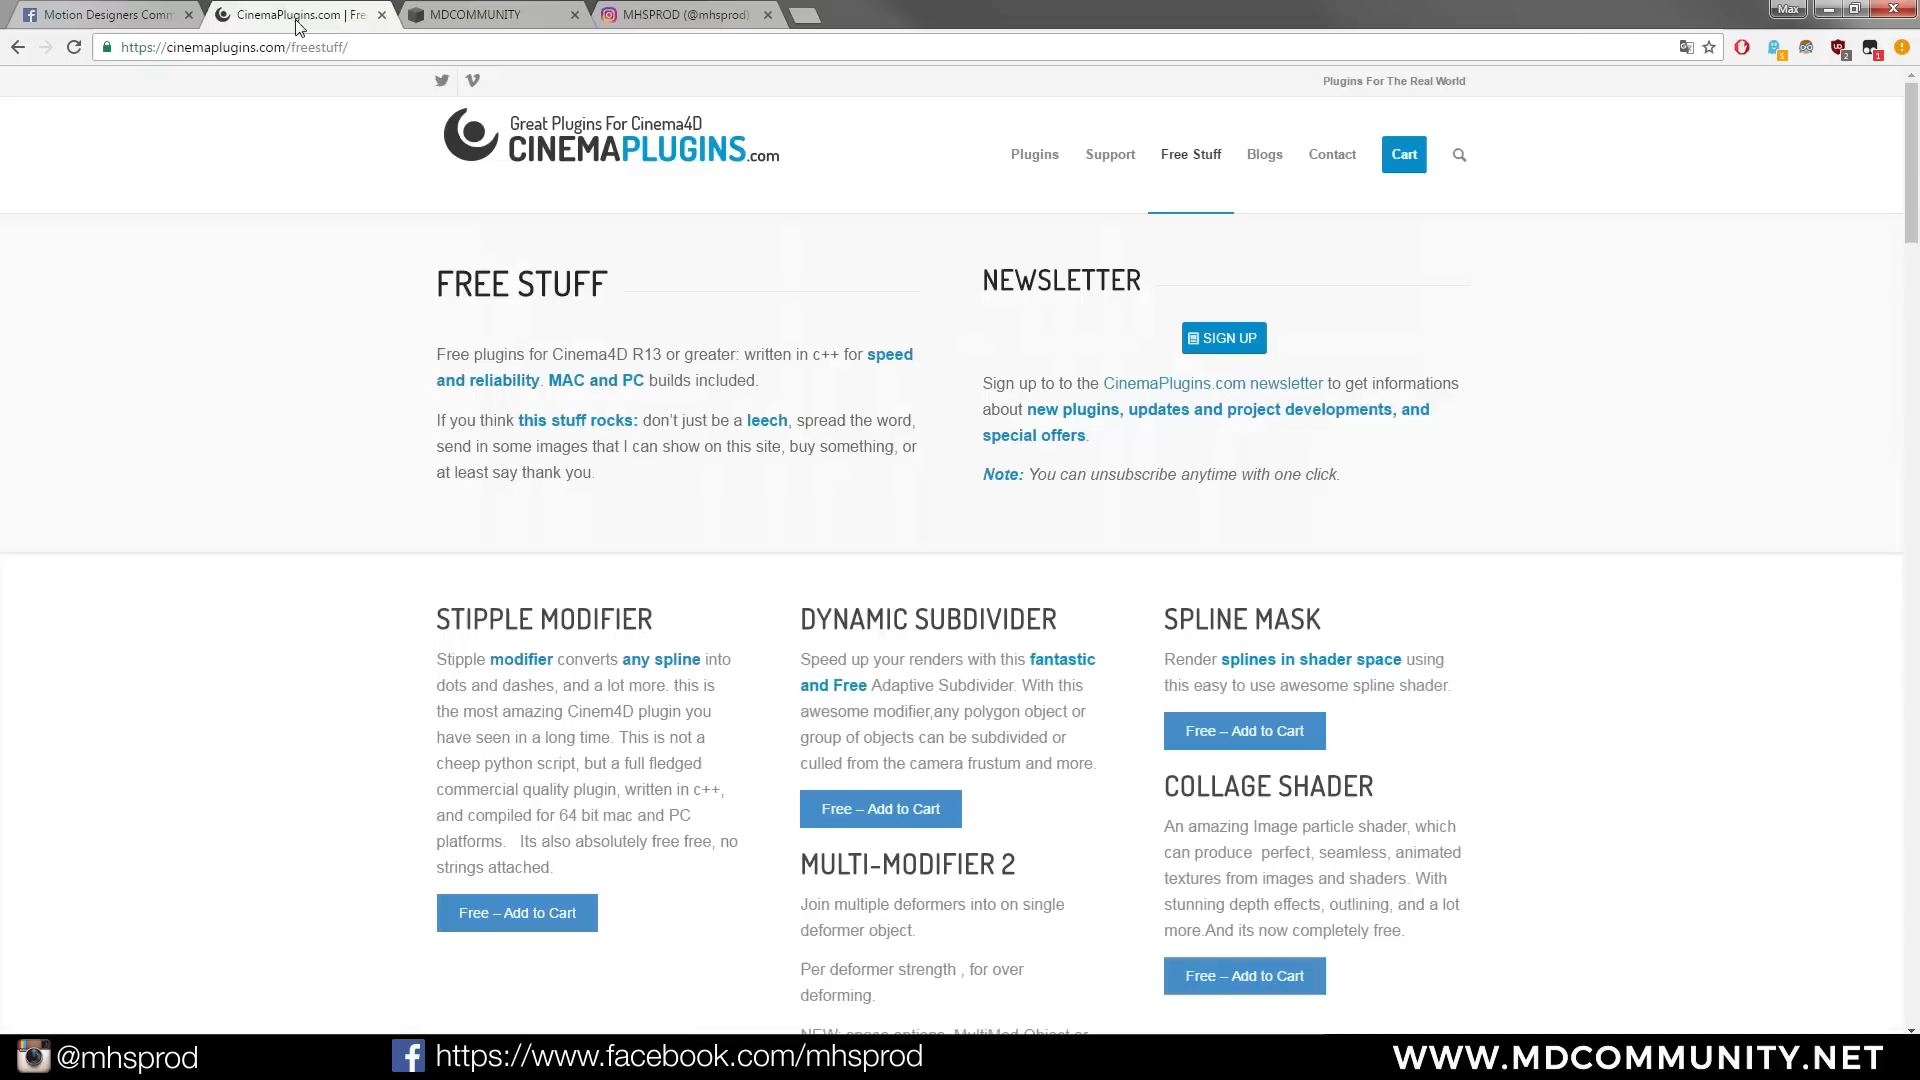 Motion Designers Comm
CinemaPlugins.com | Fre
MDCOMMUNITY
MHSPROD (@mhsprod)
Max
https://cinemaplugins.com/freestuff/
Plugins For The Real World
Great Plugins For Cinema4D
CINEMAPLUGINS.com
Plugins
Support
Free Stuff
Blogs
Contact
Cart
FREE STUFF
Free plugins for Cinema4D R13 or greater: written in c++ for speed
and reliability. MAC and PC builds included.
If you think this stuff rocks: don’t just be a leech, spread the word,
send in some images that I can show on this site, buy something, or
at least say thank you.
NEWSLETTER
SIGN UP
Sign up to to the CinemaPlugins.com newsletter to get informations
about new plugins, updates and project developments, and
special offers.
Note: You can unsubscribe anytime with one click.
STIPPLE MODIFIER
Stipple modifier converts any spline into
dots and dashes, and a lot more. this is
the most amazing Cinem4D plugin you
have seen in a long time. This is not a
cheep python script, but a full fledged
commercial quality plugin, written in c++,
and compiled for 64 bit mac and PC
platforms.   Its also absolutely free free, no
strings attached.
Free – Add to Cart
DYNAMIC SUBDIVIDER
Speed up your renders with this fantastic
and Free Adaptive Subdivider. With this
awesome modifier,any polygon object or
group of objects can be subdivided or
culled from the camera frustum and more.
Free – Add to Cart
MULTI-MODIFIER 2
Join multiple deformers into on single
deformer object.
Per deformer strength , for over
deforming.
NEW: space options, MultiMod Object or
SPLINE MASK
Render splines in shader space using
this easy to use awesome spline shader.
Free – Add to Cart
COLLAGE SHADER
An amazing Image particle shader, which
can produce  perfect, seamless, animated
textures from images and shaders. With
stunning depth effects, outlining, and a lot
more.And its now completely free.
Free – Add to Cart
@mhsprod
https://www.facebook.com/mhsprod
WWW.MDCOMMUNITY.NET